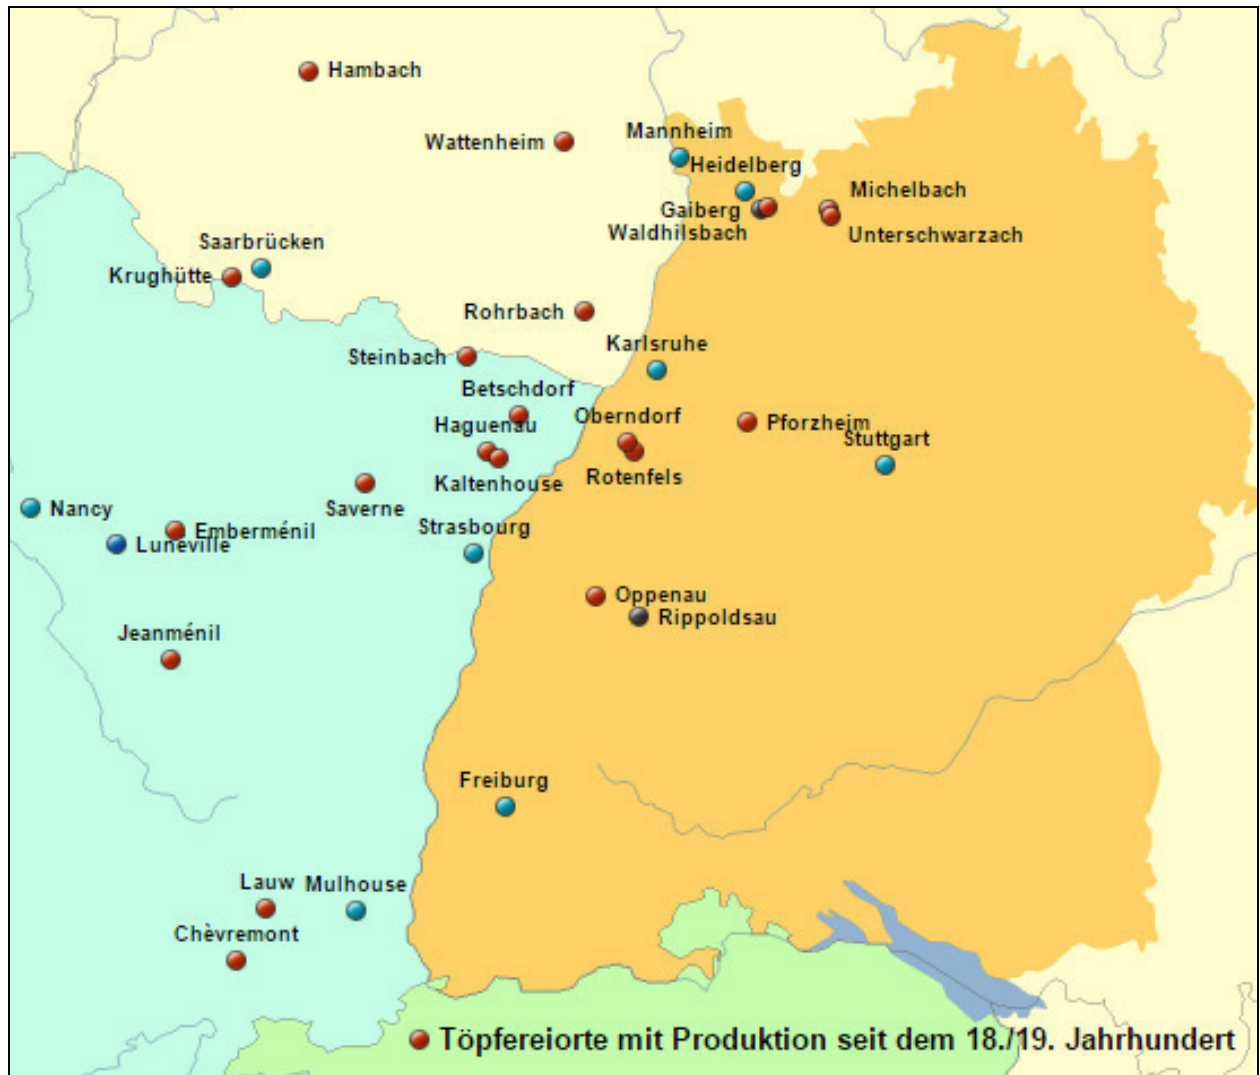 Hambach
Mannheim
Wattenheim
Heidelberg
Michelbach
Gaiberg
Waldhilsbach
Unterschwarzach
Saarbrücken
Krughütte
Rohrbach
Karlsruhe
Steinbach
Betschdorf
Oberndorf
Haguenau
Pforzheim
Stuttgart
Rotenfels
Kaltenhouse
Saverne
Nancy
Strasbourg
Emberménil
Luneville
Oppenau
Rippoldsau
Jeanménil
Freiburg
Lauw
Mulhouse
Chèvremont
Töpfereiorte mit Produktion seit dem 18./19. Jahrhundert